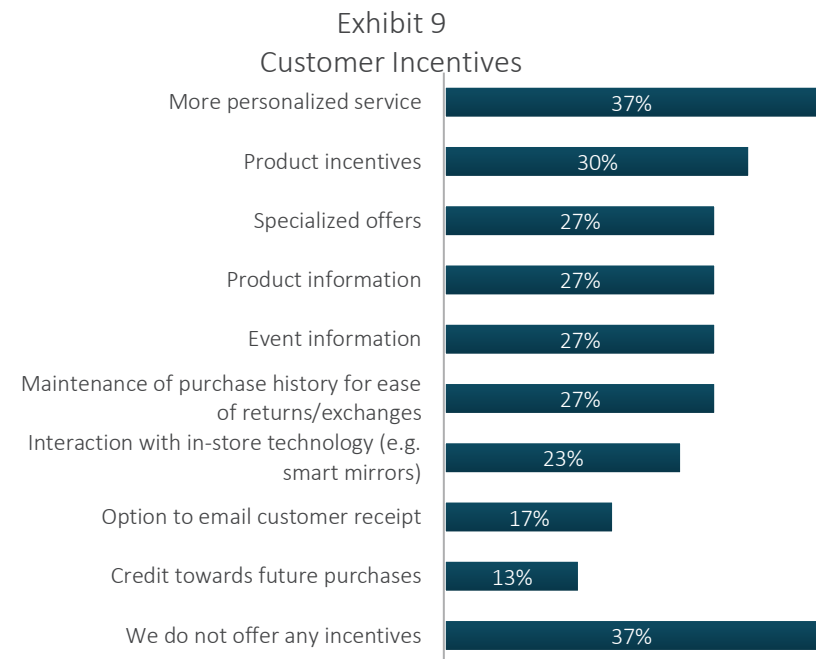 Exhibit 9
Customer Incentives
More personalized service 37%
Product incentives 30%
Specialized offers 27%
Product information 27%
Event information 27%
Maintenance of purchase history for ease
of returns/exchanges 27%
Interaction with in-store technology (e.g.
smart mirrors) 23%
Option to email customer receipt 17%
Credit towards future purchases 13%
We do not offer any incentives 37%